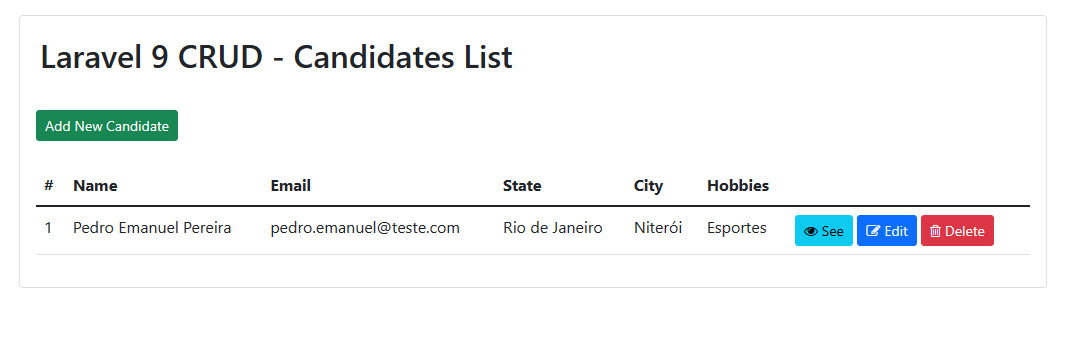 Laravel 9 CRUD - Candidates List
Add New Candidate
# Name Email State City Hobbies
1 Pedro Emanuel Pereira pedro.emanuel@teste.com Rio de Janeiro Niterói Esportes See Edit Delete